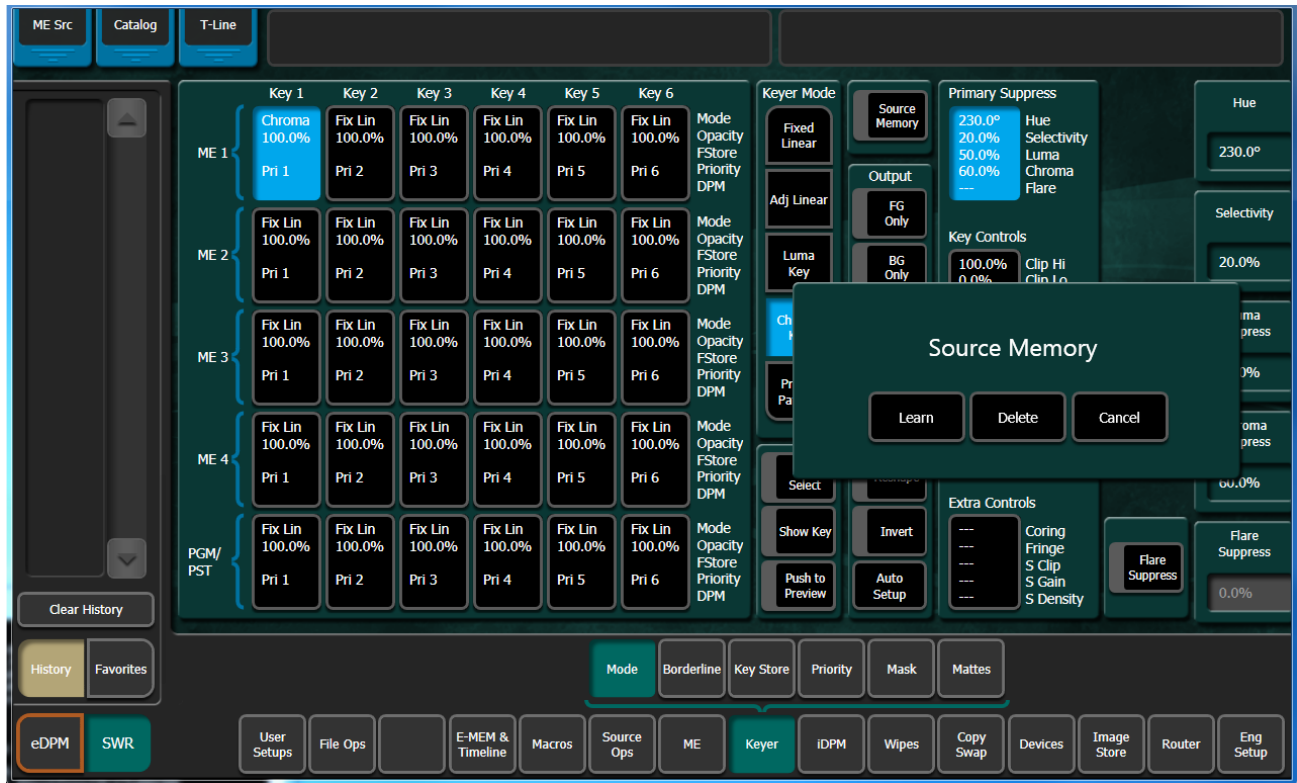 ME Src
Catalog
T-Line
Key 1 Key 2 Key 3 Key 4 Key 5 Key 6
ME 1
Chroma
100.0%
Pri 1
Fix Lin
100.0%
Pri 2
Fix Lin
100.0%
Pri 3
Fix Lin
100.0%
Pri 4
Fix Lin
100.0%
Pri 5
Fix Lin
100.0%
Pri 6
Mode
Opacity
FStore
Priority
DPM
ME 2
Fix Lin
100.0%
Pri 1
Fix Lin
100.0%
Pri 2
Fix Lin
100.0%
Pri 3
Fix Lin
100.0%
Pri 4
Fix Lin
100.0%
Pri 5
Fix Lin
100.0%
Pri 6
Mode
Opacity
FStore
Priority
DPM
ME 3
Fix Lin
100.0%
Pri 1
Fix Lin
100.0%
Pri 2
Fix Lin
100.0%
Pri 3
Fix Lin
100.0%
Pri 4
Fix Lin
100.0%
Pri 5
Fix Lin
100.0%
Pri 6
Mode
Opacity
FStore
Priority
DPM
ME 4
Fix Lin
100.0%
Pri 1
Fix Lin
100.0%
Pri 2
Fix Lin
100.0%
Pri 3
Fix Lin
100.0%
Pri 4
Fix Lin
100.0%
Pri 5
Fix Lin
100.0%
Pri 6
Mode
Opacity
FStore
Priority
DPM
PGM/
PST
Fix Lin
100.0%
Pri 1
Fix Lin
100.0%
Pri 2
Fix Lin
100.0%
Pri 3
Fix Lin
100.0%
Pri 4
Fix Lin
100.0%
Pri 5
Fix Lin
100.0%
Pri 6
Mode
Opacity
FStore
Priority
DPM
Keyer Mode
Fixed
Linear
Adj Linear
Luma
Key
Ch
Pr
Pa
Select
Show Key
Push to
Preview
Source
Memory
Output
FG
Only
BG
Only
Invert
Auto
Setup
Primary Suppress
230.0° Hue
20.0% Selectivity
50.0% Luma
60.0% Chroma
--- Flare
Key Controls
100.0% Clip Hi
0.0% Clip Lo
Source Memory
Learn
Delete
Cancel
Extra Controls
--- Coring
--- Fringe
--- S Clip
--- S Gain
--- S Density
Flare
Suppress
Hue
230.0°
Selectivity
20.0%
ma
press
0%
oma
press
60.0%
Flare
Suppress
0.0%
Clear History
History
Favorites
Mode
Borderline
Key Store
Priority
Mask
Mattes
eDPM
SWR
User
Setups
File Ops
E-MEM &
Timeline
Macros
Source
Ops
ME
Keyer
iDPM
Wipes
Copy
Swap
Devices
Image
Store
Router
Eng
Setup